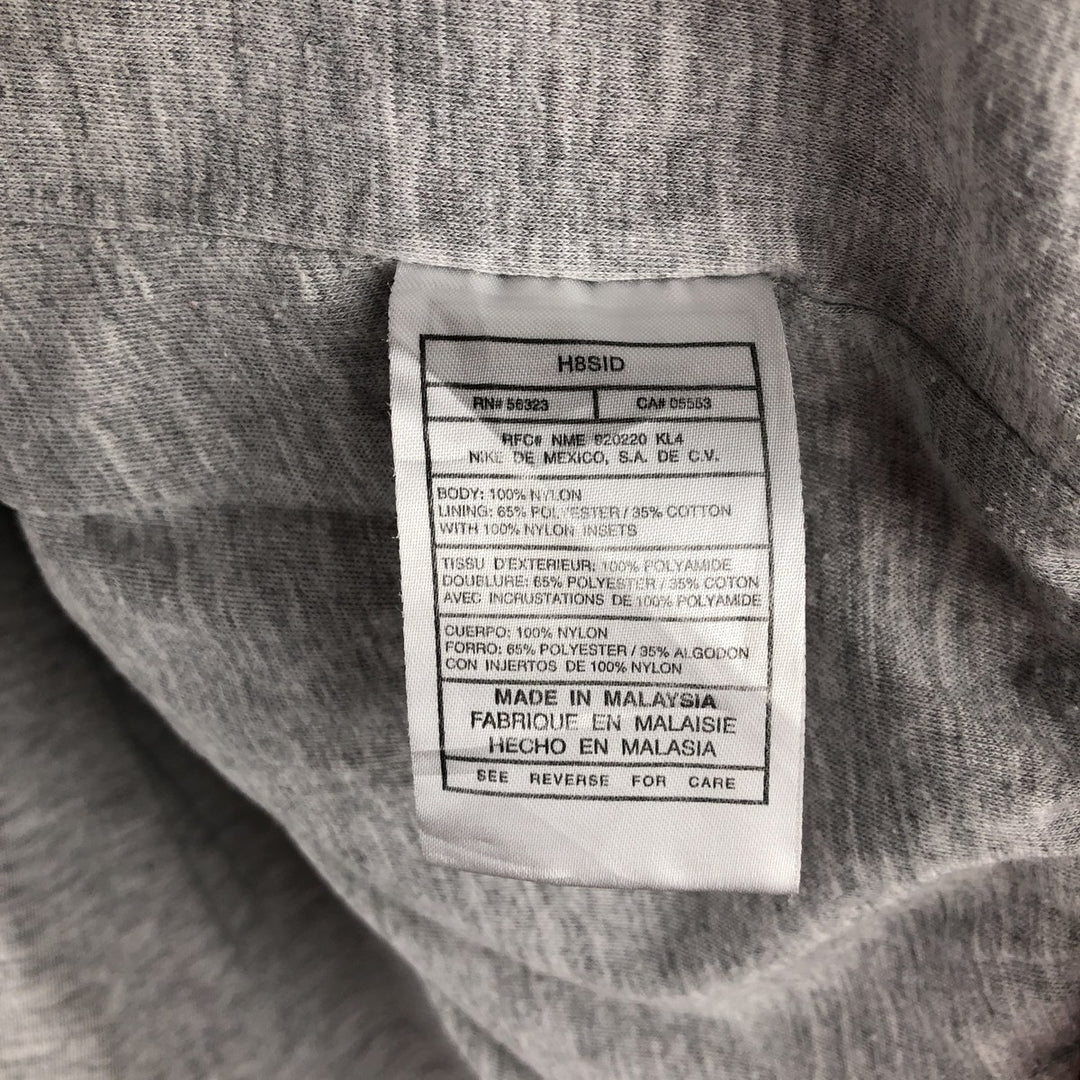 H8SID
RN# 56323 CA# 05553
RFC# NME 920220 KL4
NIKE DE MEXICO, S.A. DE C.V.
BODY: 100% NYLON
LINING: 65% POLYESTER / 35% COTTON
WITH 100% NYLON INSETS
TISSU D'EXTERIEUR: 100% POLYAMIDE
DOUBLURE: 65% POLYESTER / 35% COTON
AVEC INCRUSTATIONS DE 100% POLYAMIDE
CUERPO: 100% NYLON
FORRO: 65% POLYESTER / 35% ALGODON
CON INJERTOS DE 100% NYLON
MADE IN MALAYSIA
FABRIQUE EN MALAISIE
HECHO EN MALASIA
SEE REVERSE FOR CARE